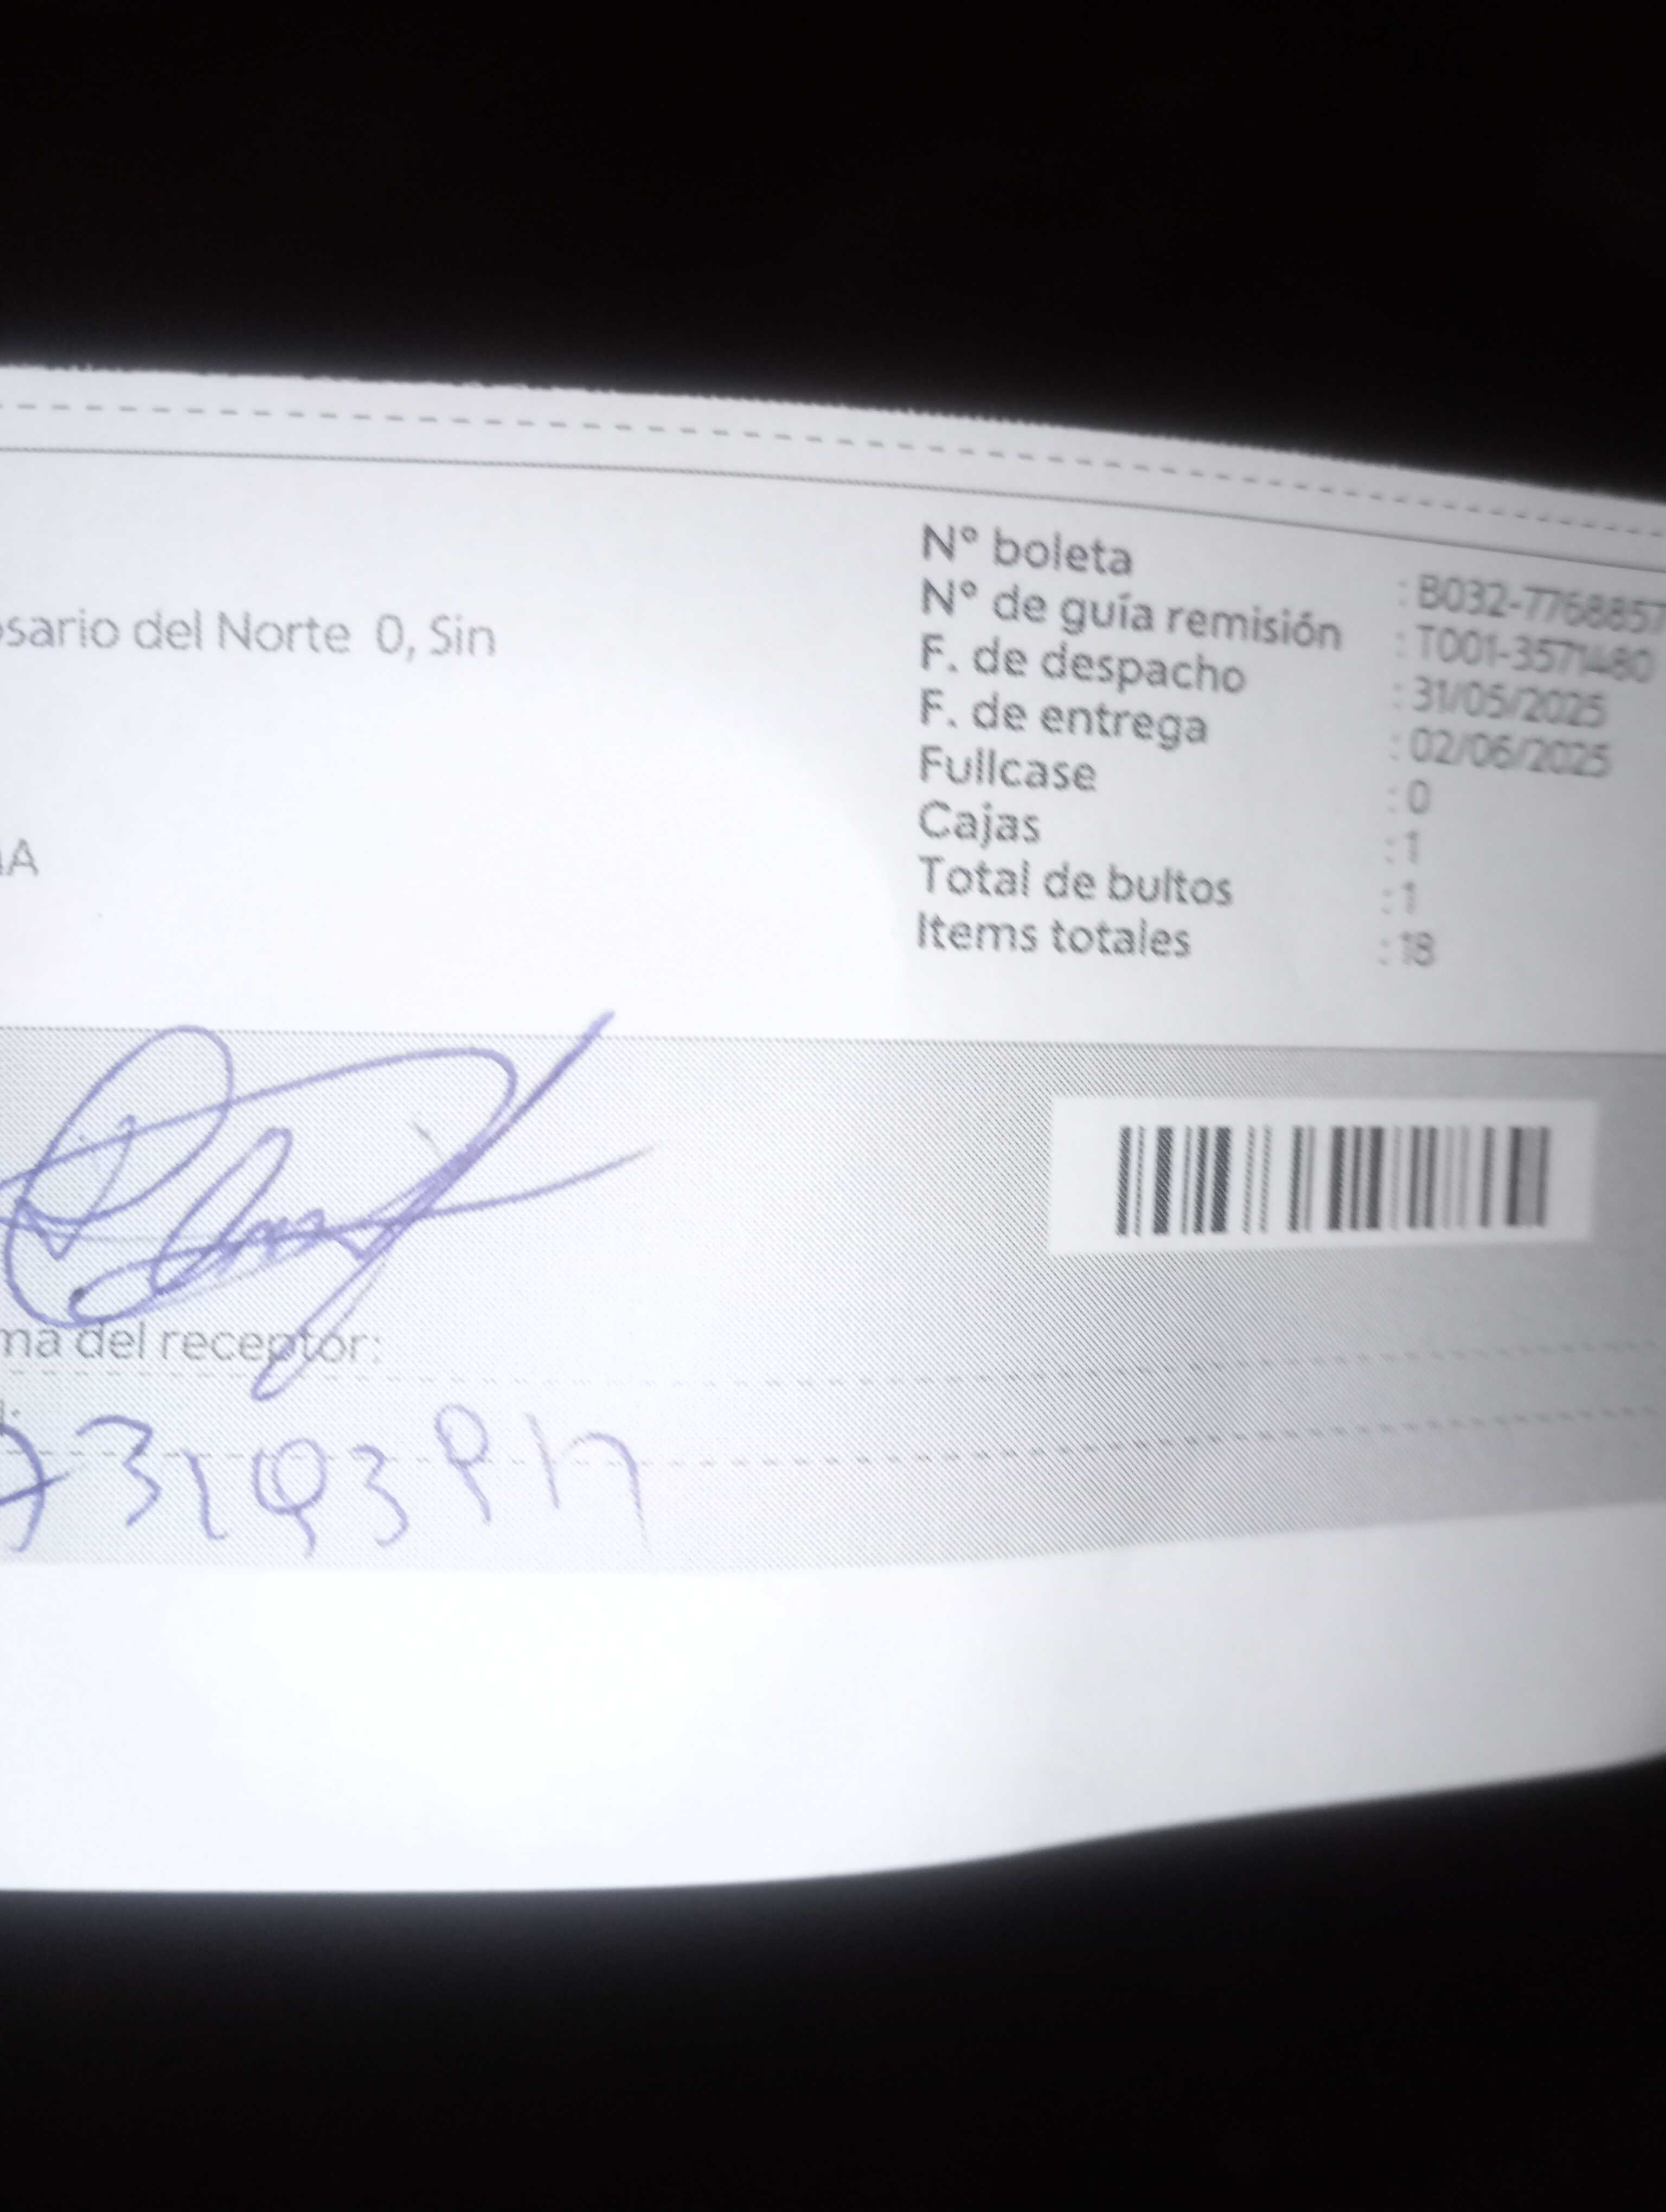 N° boleta : B032-7768857
N° de guía remisión : T001-3571480
osario del Norte 0, Sin
F. de despacho : 31/05/2025
F. de entrega : 02/06/2025
Fullcase : 0
Cajas : 1
A
Total de bultos : 1
Items totales : 18
ma del receptor: